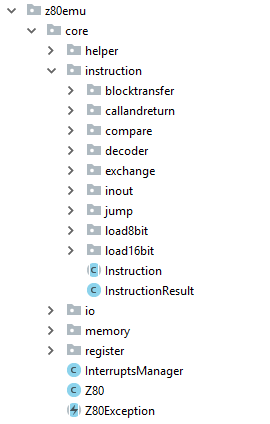 z80emu
core
helper
instruction
blocktransfer
callandreturn
compare
decoder
exchange
inout
jump
load8bit
load16bit
Instruction
InstructionResult
io
memory
register
InterruptsManager
Z80
Z80Exception